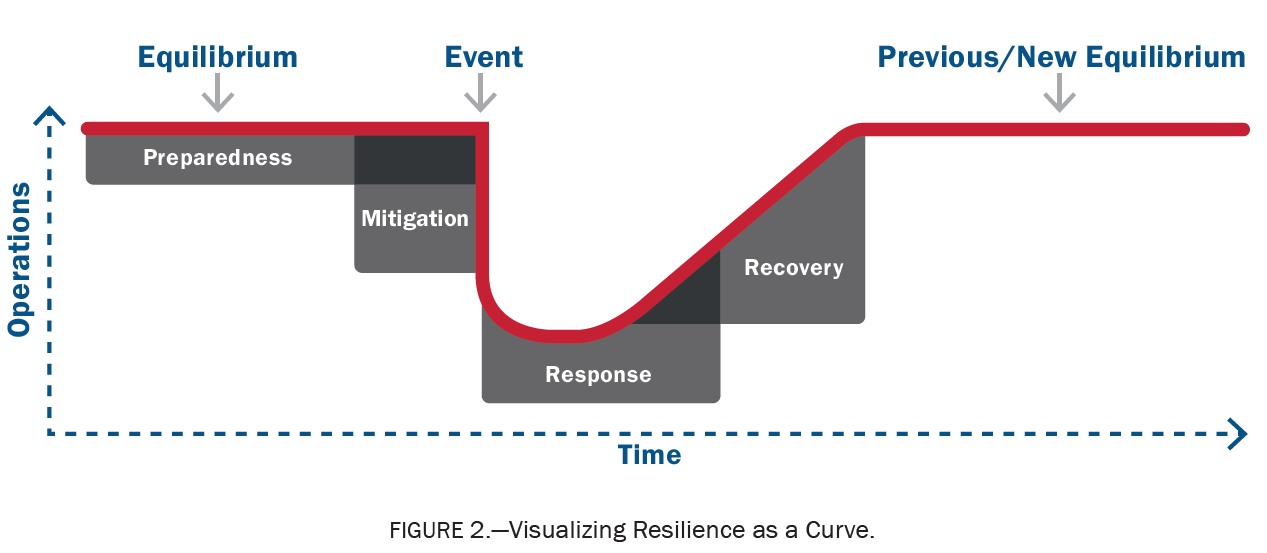 Equilibrium
Event
Previous/New Equilibrium
Preparedness
Mitigation
Operations
Recovery
Response
Time
FIGURE 2.—Visualizing Resilience as a Curve.